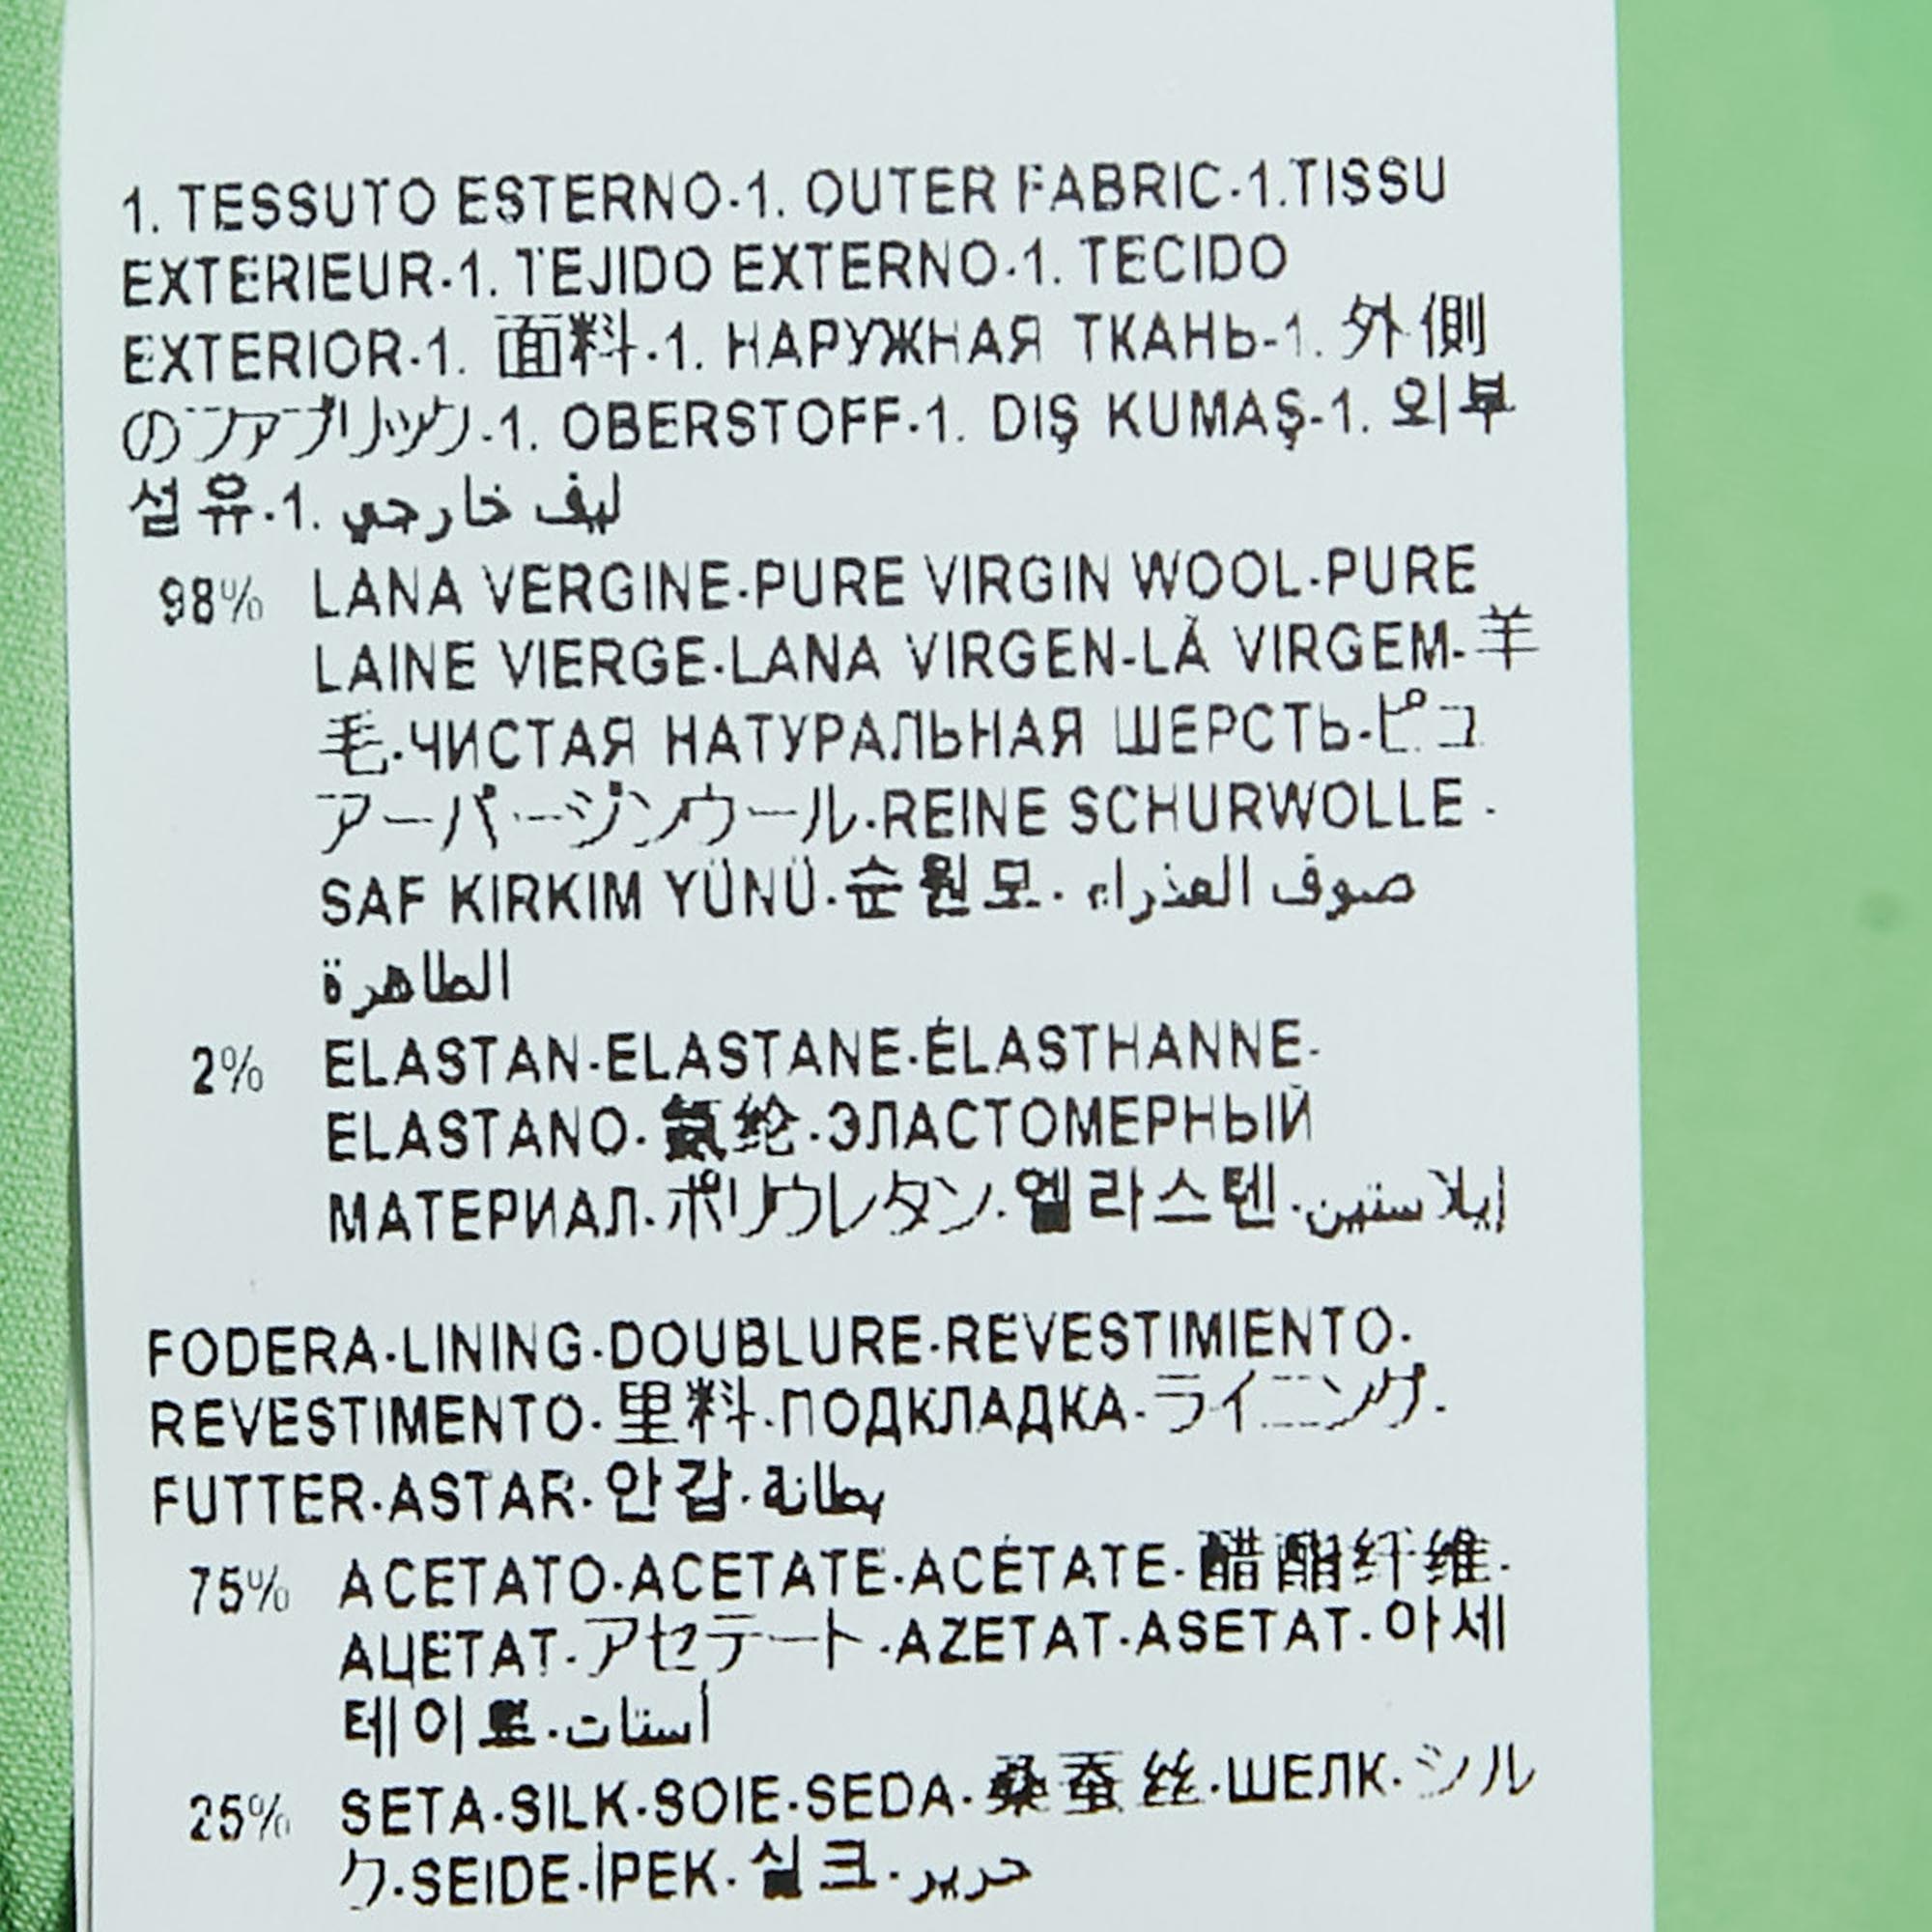 1. TESSUTO ESTERNO-1. OUTER FABRIC-1.TISSU
EXTERIEUR-1. TEJIDO EXTERNO-1. TECIDO
EXTERIOR-1. 面料-1. НАРУЖНАЯ ТКАНЬ-1. 外側
のファブリック-1. OBERSTOFF-1. DIŞ KUMAŞ-1. 외부
섬유-1. ليف خارجي
98% LANA VERGINE-PURE VIRGIN WOOL-PURE
LAINE VIERGE-LANA VIRGEN-LÃ VIRGEM-羊
毛-ЧИСТАЯ НАТУРАЛЬНАЯ ШЕРСТЬ-ピュ
アーバージンウール-REINE SCHURWOLLE -
SAF KIRKIM YÜNÜ-순원모- صوف العذراء
الطاهرة
2% ELASTAN-ELASTANE-ÉLASTHANNE-
ELASTANO-氨纶-ЭЛАСТОМЕРНЫЙ
МАТЕРИАЛ-ポリウレタン-엘라스텐-إيلاستين
FODERA-LINING-DOUBLURE-REVESTIMIENTO-
REVESTIMENTO-里料-ПОДКЛАДКА-ライニング-
FUTTER-ASTAR-안감-بطانة
75% ACETATO-ACETATE-ACÉTATE-醋酯纤维-
АЦЕТАТ-アセテート-AZETAT-ASETAT-아세
테이트-أستات
25% SETA-SILK-SOIE-SEDA-桑蚕丝-ШЕЛК-シル
ク-SEIDE-İPEK-실크-حرير